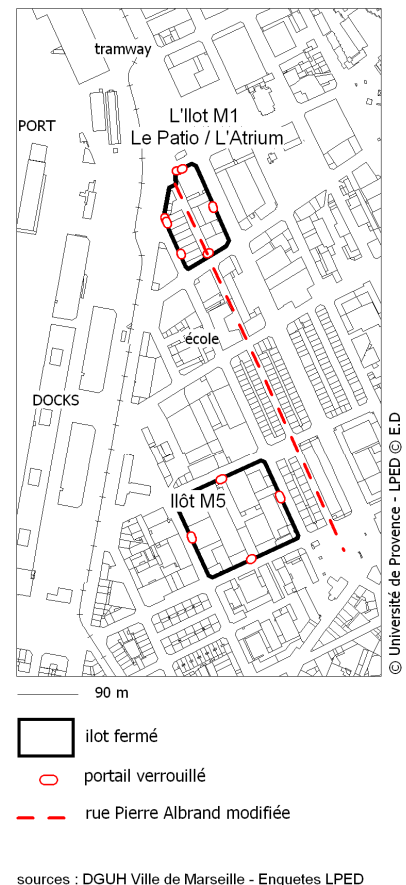 tramway
L'Ilot M1
PORT
Le Patio / L'Atrium
école
DOCKS
Ilôt M5
© Université de Provence - LPED © E.D
90 m
ilot fermé
portail verrouillé
rue Pierre Albrand modifiée
sources : DGUH Ville de Marseille - Enquetes LPED